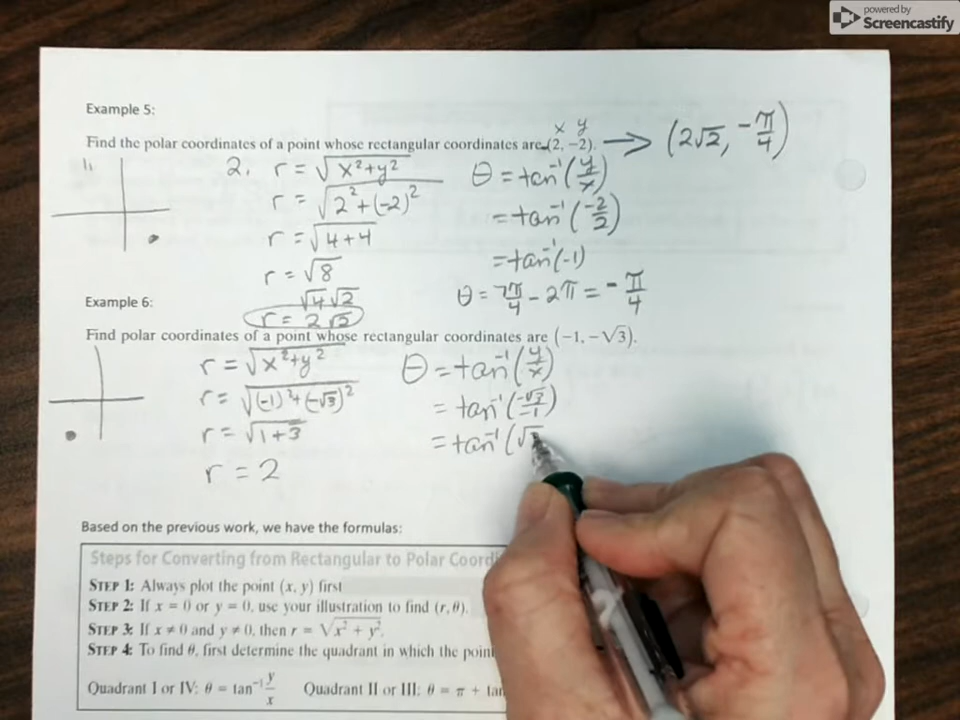 powered by
Screencastify
Example 5:
x y
Find the polar coordinates of a point whose rectangular coordinates are (2, −2). → (2√2, -π/4)
1.
2. r = √x²+y²
θ = tan⁻¹(y/x)
r = √2²+(-2)²
= tan⁻¹(-2/2)
r = √4+4
= tan⁻¹(-1)
r = √8
θ = 7π/4 - 2π = -π/4
√4 √2
r = 2√2
Example 6:
Find polar coordinates of a point whose rectangular coordinates are (−1, −√3).
r = √x²+y²
θ = tan⁻¹(y/x)
r = √(-1)²+(-√3)²
= tan⁻¹(-√3/-1)
r = √1+3
= tan⁻¹(√
r = 2
Based on the previous work, we have the formulas:
Steps for Converting from Rectangular to Polar Coordi
STEP 1: Always plot the point (x, y) first
STEP 2: If x = 0 or y = 0, use your illustration to find (r, θ).
STEP 3: If x ≠ 0 and y ≠ 0, then r = √x² + y².
STEP 4: To find θ, first determine the quadrant in which the poin
Quadrant I or IV: θ = tan⁻¹ y/x Quadrant II or III: θ = π + tan